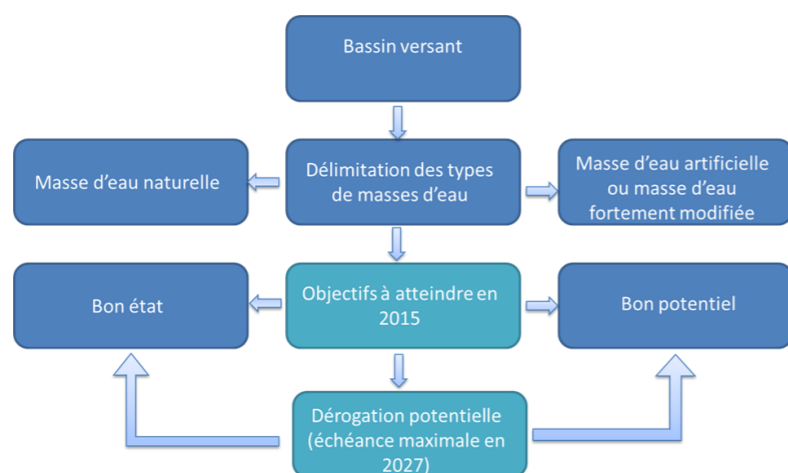 Bassin versant
Masse d'eau naturelle
Délimitation des types
de masses d'eau
Masse d'eau artificielle
ou masse d'eau
fortement modifiée
Bon état
Objectifs à atteindre en
2015
Bon potentiel
Dérogation potentielle
(échéance maximale en
2027)